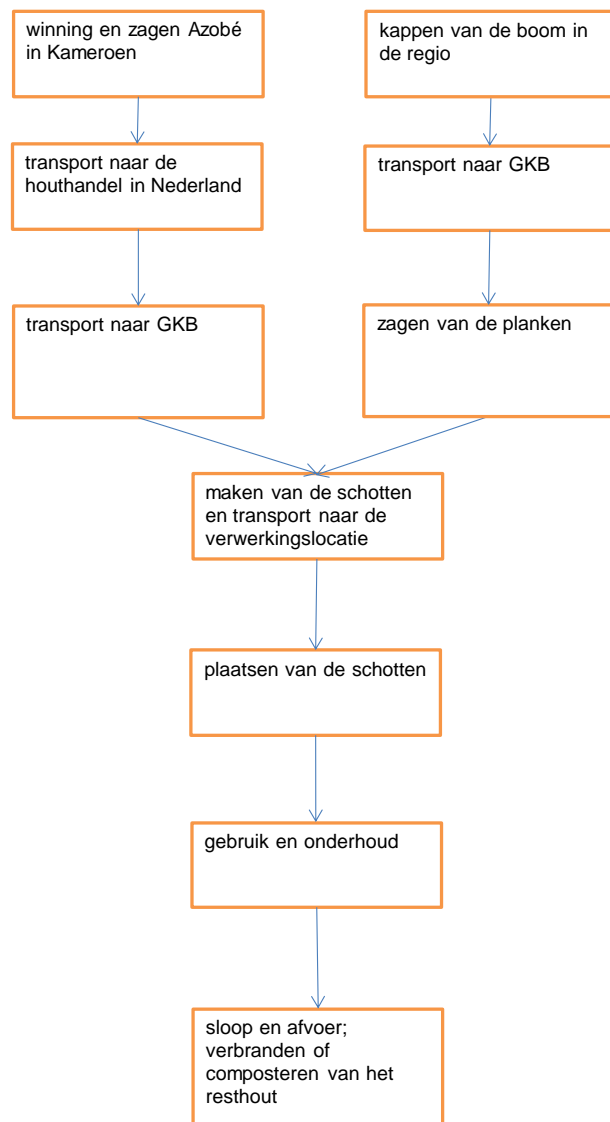 winning en zagen Azobé
in Kameroen
kappen van de boom in
de regio
transport naar de
houthandel in Nederland
transport naar GKB
transport naar GKB
zagen van de planken
maken van de schotten
en transport naar de
verwerkingslocatie
plaatsen van de schotten
gebruik en onderhoud
sloop en afvoer;
verbranden of
composteren van het
resthout